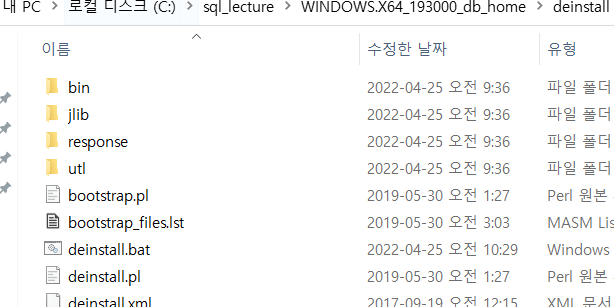 내 PC > 로컬 디스크 (C:) > sql_lecture > WINDOWS.X64_193000_db_home > deinstall
이름 수정한 날짜 유형
bin 2022-04-25 오전 9:36 파일 폴더
jlib 2022-04-25 오전 9:36 파일 폴더
response 2022-04-25 오전 9:36 파일 폴더
utl 2022-04-25 오전 9:36 파일 폴더
bootstrap.pl 2019-05-30 오전 1:27 Perl 원본
bootstrap_files.lst 2019-05-30 오전 3:03 MASM Lis
deinstall.bat 2022-04-25 오전 10:29 Windows
deinstall.pl 2019-05-30 오전 1:27 Perl 원본
deinstall.xml 2017-09-19 오전 12:15 XML 문서